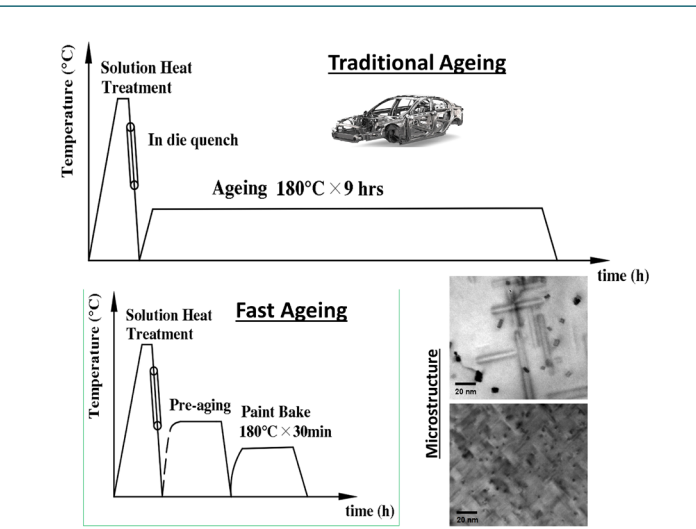 Temperature (°C)
Solution Heat
Treatment
Traditional Ageing
In die quench
Ageing 180°C × 9 hrs
time (h)
Temperature (°C)
Solution Heat
Treatment
Fast Ageing
Pre-aging
Paint Bake
180°C × 30min
time (h)
Microstructure
20 nm
20 nm